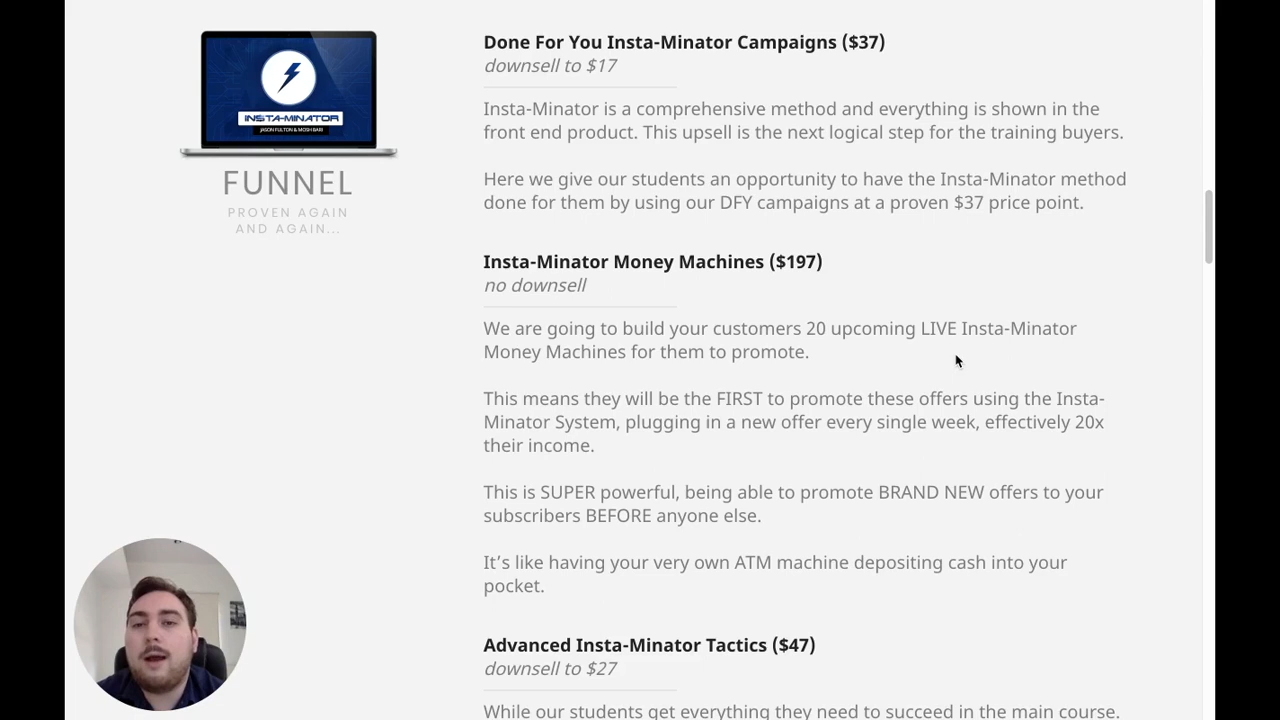 INSTA-MINATOR
JASON FULTON & MOSH BARI
FUNNEL
PROVEN AGAIN
AND AGAIN...
Done For You Insta-Minator Campaigns ($37)
downsell to $17
Insta-Minator is a comprehensive method and everything is shown in the
front end product. This upsell is the next logical step for the training buyers.
Here we give our students an opportunity to have the Insta-Minator method
done for them by using our DFY campaigns at a proven $37 price point.
Insta-Minator Money Machines ($197)
no downsell
We are going to build your customers 20 upcoming LIVE Insta-Minator
Money Machines for them to promote.
This means they will be the FIRST to promote these offers using the Insta-
Minator System, plugging in a new offer every single week, effectively 20x
their income.
This is SUPER powerful, being able to promote BRAND NEW offers to your
subscribers BEFORE anyone else.
It’s like having your very own ATM machine depositing cash into your
pocket.
Advanced Insta-Minator Tactics ($47)
downsell to $27
While our students get everything they need to succeed in the main course.